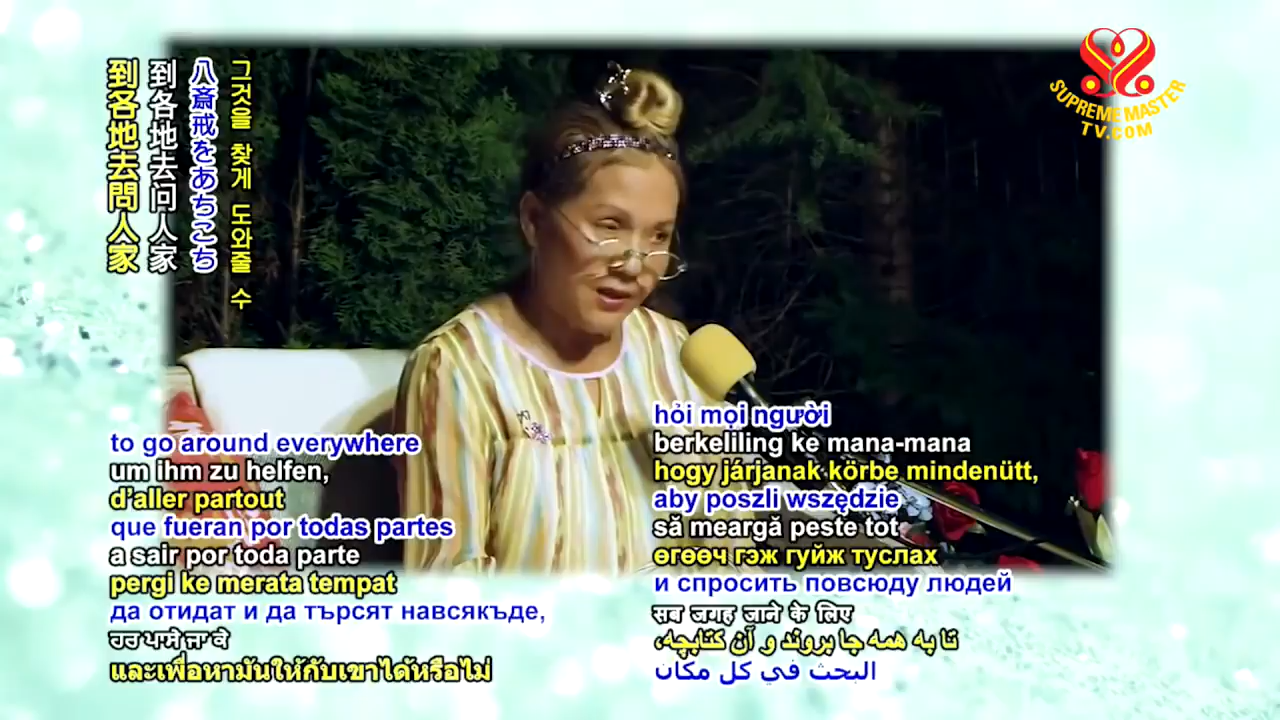 到各地去問人家
到各地去问人家
八斎戒をあちこち
그것을 찾게 도와줄 수
SUPREME MASTER
TV.COM
to go around everywhere
um ihm zu helfen,
d'aller partout
que fueran por todas partes
a sair por toda parte
pergi ke merata tempat
да отидат и да търсят навсякъде,
ਹਰ ਪਾਸੇ ਜਾ ਕੇ
และเพื่อหามันให้กับเขาได้หรือไม่
hỏi mọi người
berkeliling ke mana-mana
hogy járjanak körbe mindenütt,
aby poszli wszędzie
să meargă peste tot
өгөөч гэж гуйж туслах
и спросить повсюду людей
सब जगह जाने के लिए
تا به همه جا بروند و آن کتابچه،
البحث في كل مكان